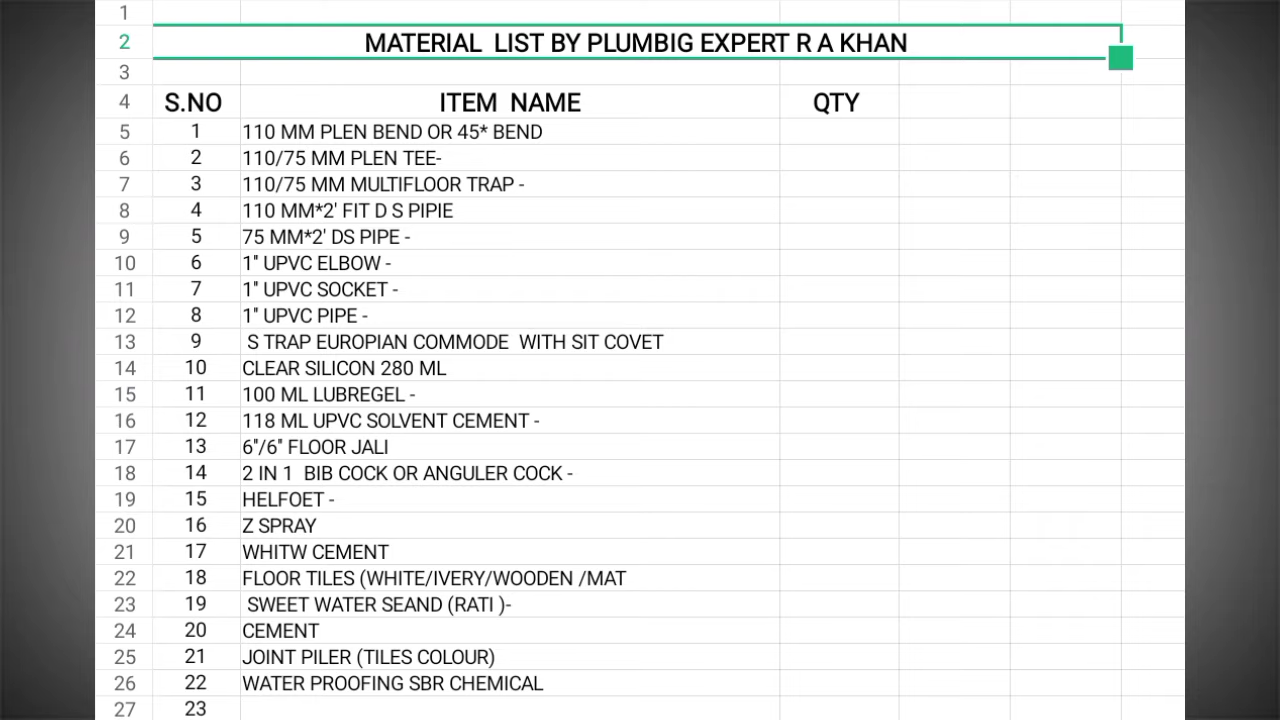 1
2 MATERIAL LIST BY PLUMBIG EXPERT R A KHAN
3
4 S.NO ITEM NAME QTY
5 1 110 MM PLEN BEND OR 45* BEND
6 2 110/75 MM PLEN TEE-
7 3 110/75 MM MULTIFLOOR TRAP -
8 4 110 MM*2' FIT D S PIPIE
9 5 75 MM*2' DS PIPE -
10 6 1" UPVC ELBOW -
11 7 1" UPVC SOCKET -
12 8 1" UPVC PIPE -
13 9 S TRAP EUROPIAN COMMODE WITH SIT COVET
14 10 CLEAR SILICON 280 ML
15 11 100 ML LUBREGEL -
16 12 118 ML UPVC SOLVENT CEMENT -
17 13 6"/6" FLOOR JALI
18 14 2 IN 1 BIB COCK OR ANGULER COCK -
19 15 HELFOET -
20 16 Z SPRAY
21 17 WHITW CEMENT
22 18 FLOOR TILES (WHITE/IVERY/WOODEN /MAT
23 19 SWEET WATER SEAND (RATI )-
24 20 CEMENT
25 21 JOINT PILER (TILES COLOUR)
26 22 WATER PROOFING SBR CHEMICAL
27 23